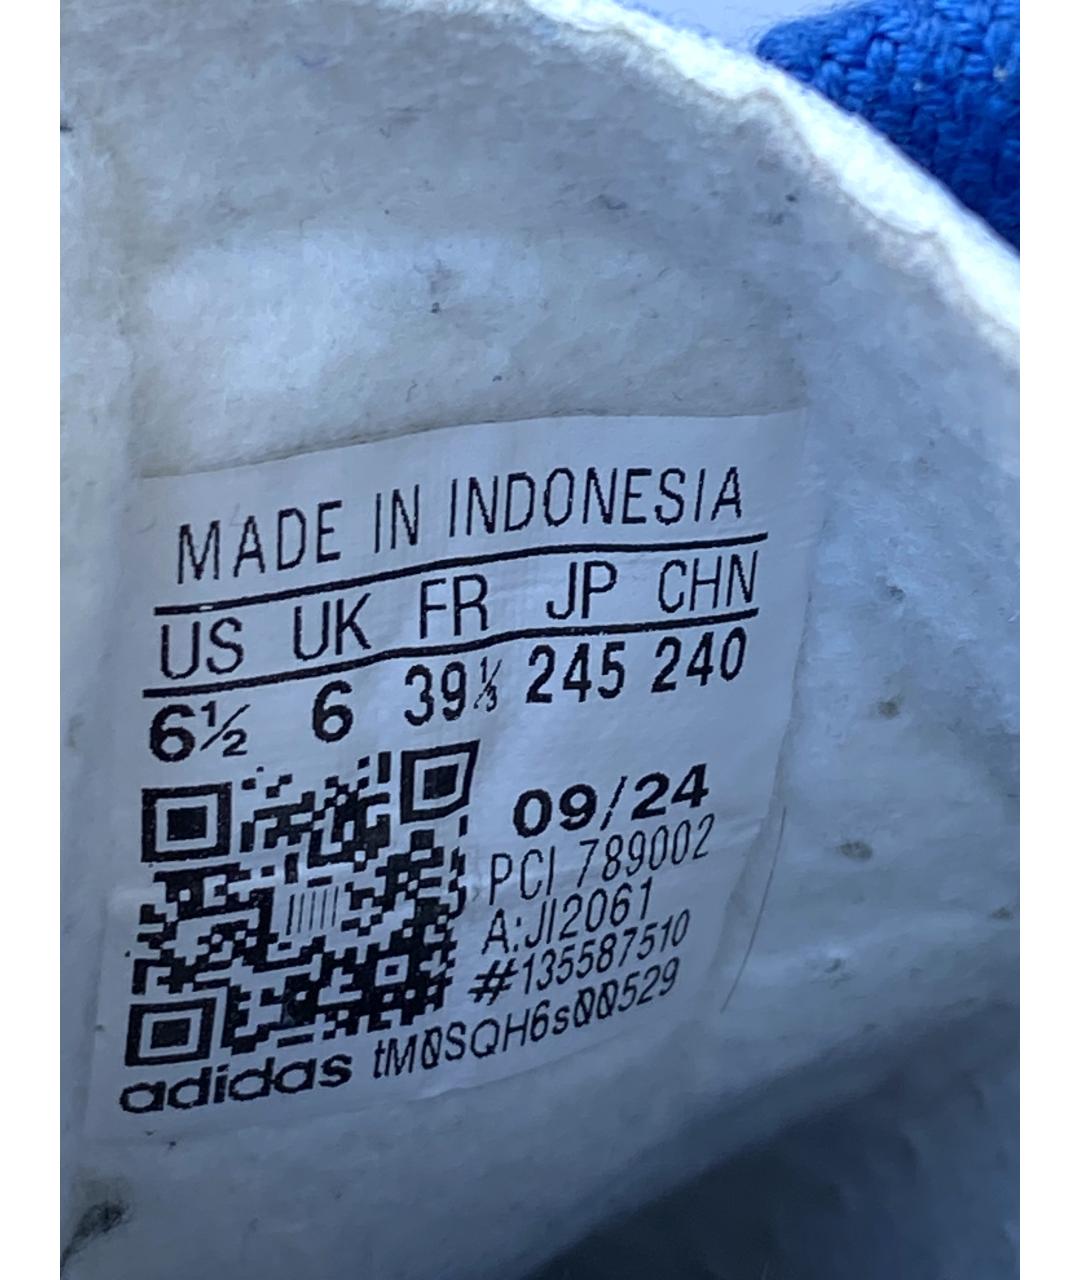 MADE IN INDONESIA
US UK FR JP CHN
6½ 6 39⅓ 245 240
09/24
PCI 789002
A:JI2061
#135587510
adidas tM0SQH6s00529